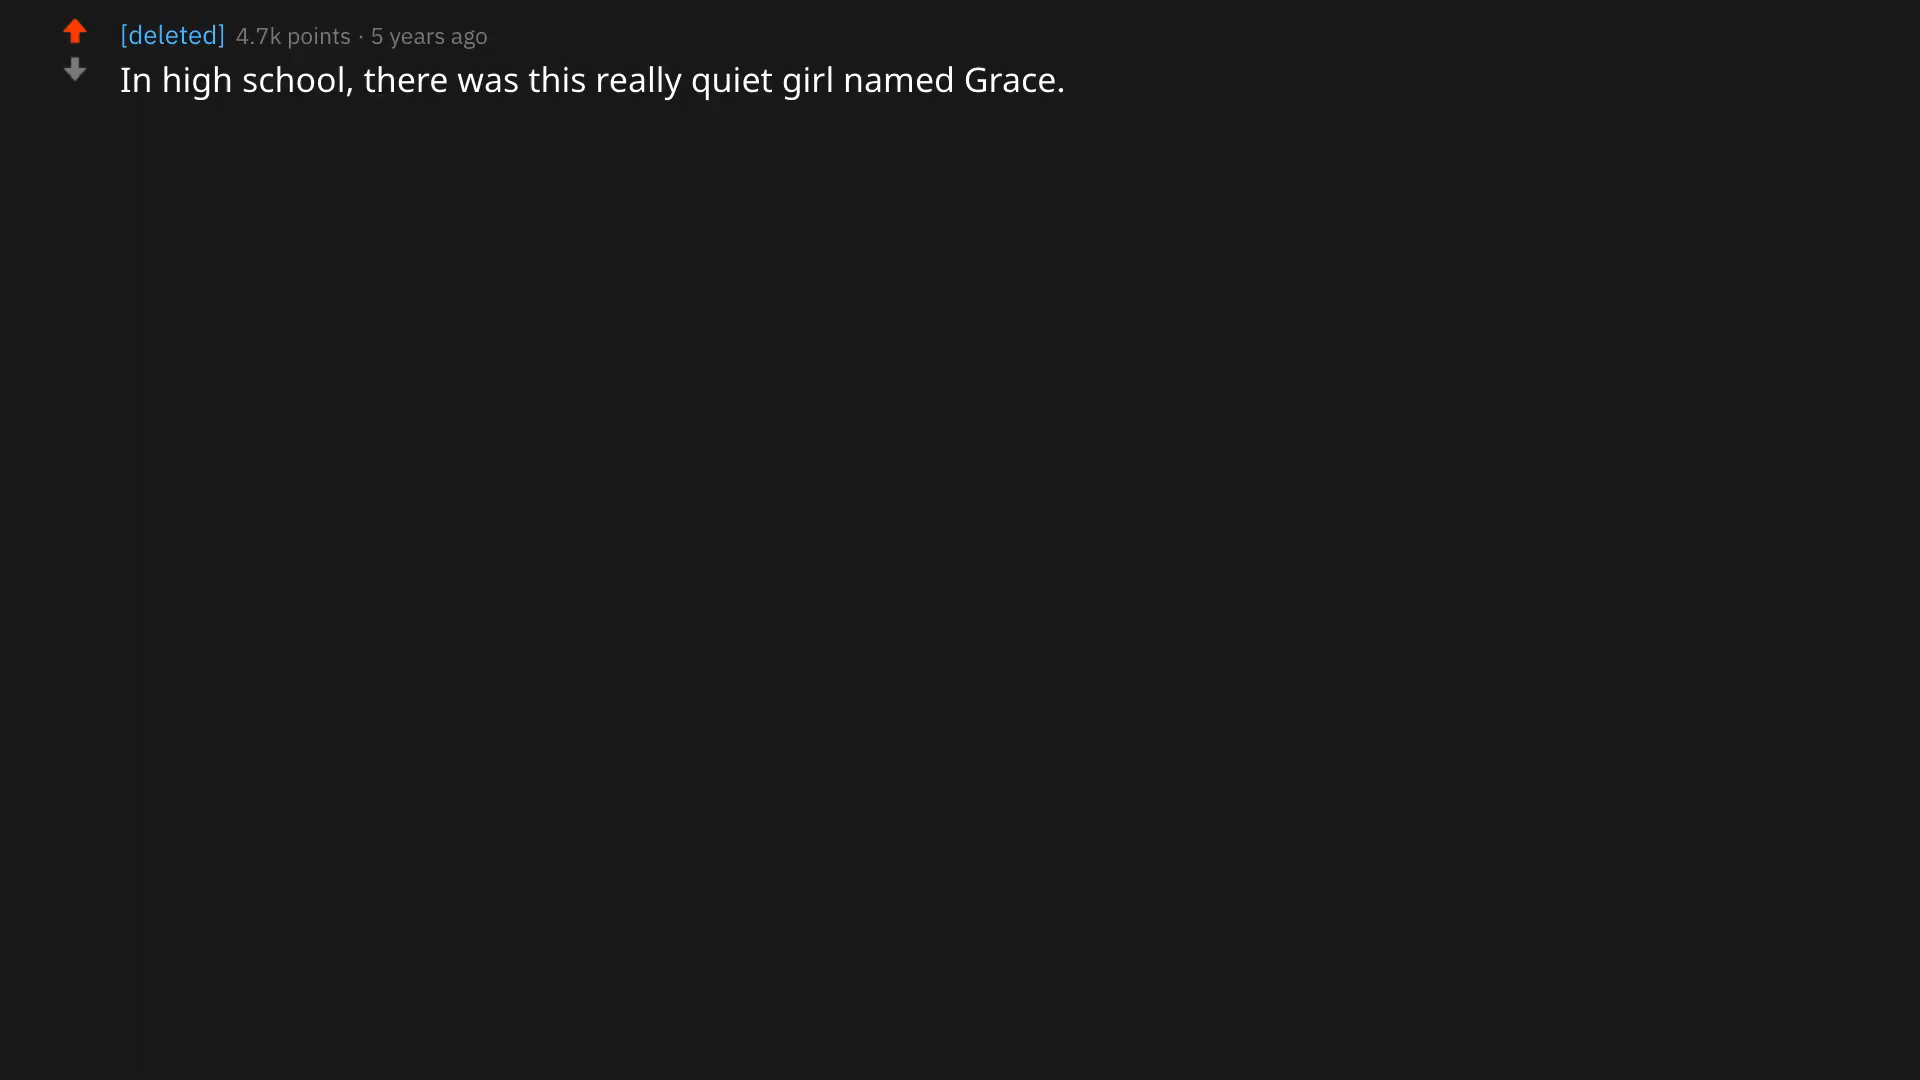 [deleted] 4.7k points · 5 years ago
In high school, there was this really quiet girl named Grace.